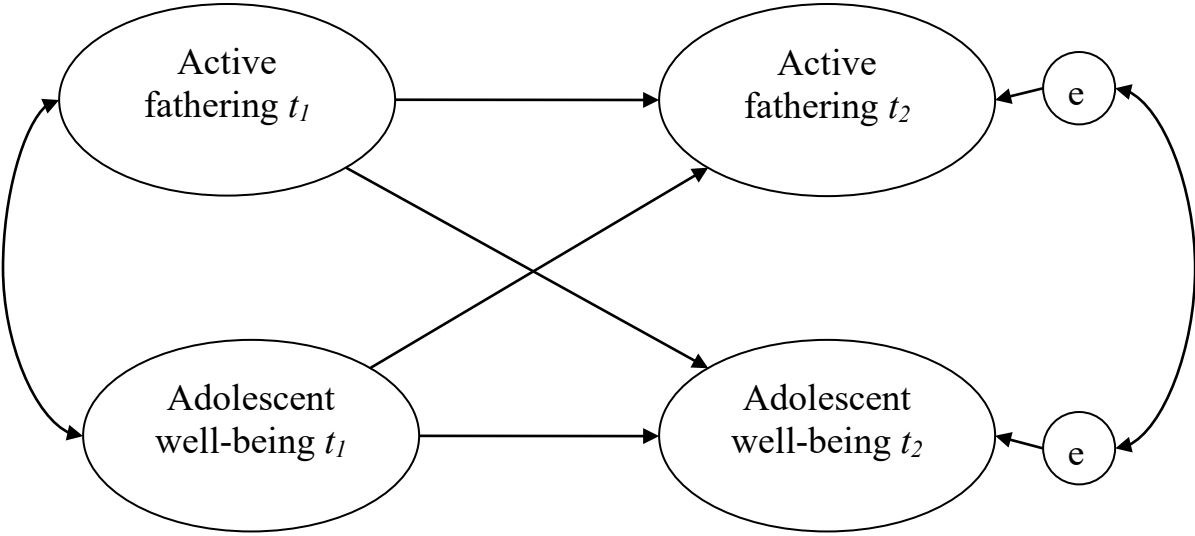 Active
fathering t₁
Active
fathering t₂
e
Adolescent
well-being t₁
Adolescent
well-being t₂
e